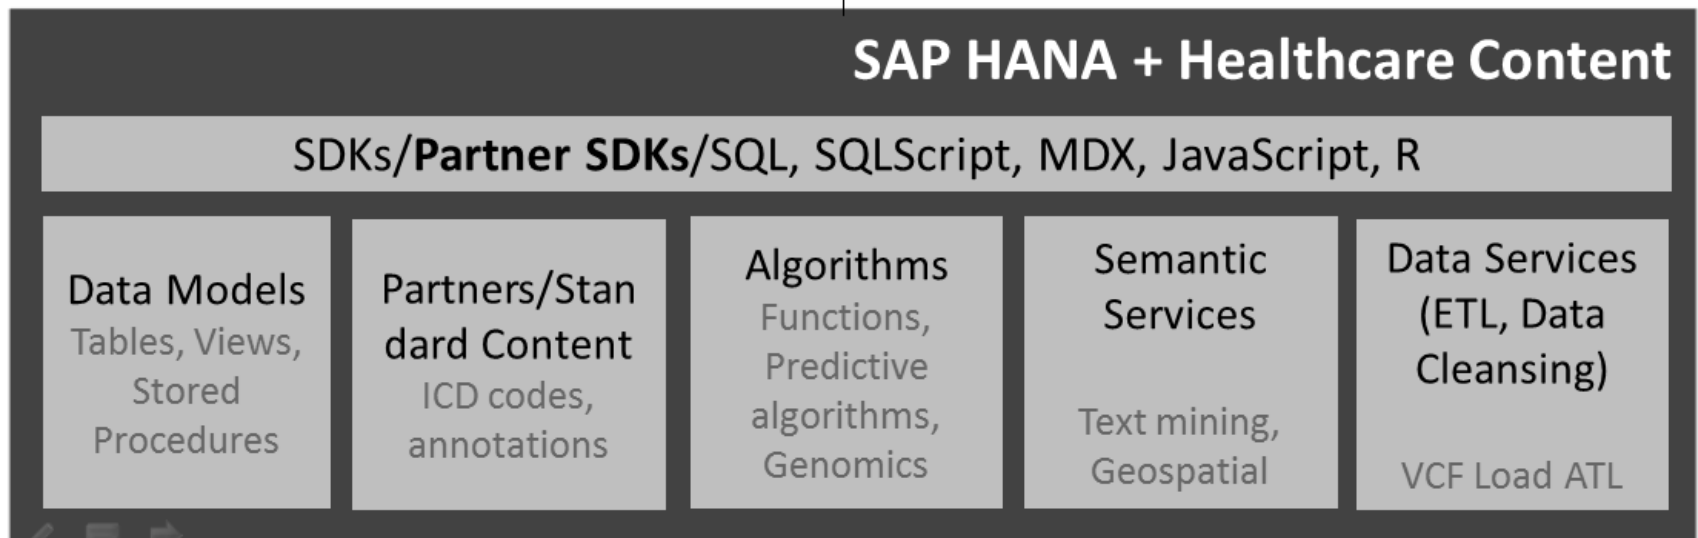 SAP HANA + Healthcare Content
SDKs/Partner SDKs/SQL, SQLScript, MDX, JavaScript, R
Data Models
Tables, Views,
Stored
Procedures
Partners/Stan
dard Content
ICD codes,
annotations
Algorithms
Functions,
Predictive
algorithms,
Genomics
Semantic
Services
Text mining,
Geospatial
Data Services
(ETL, Data
Cleansing)
VCF Load ATL